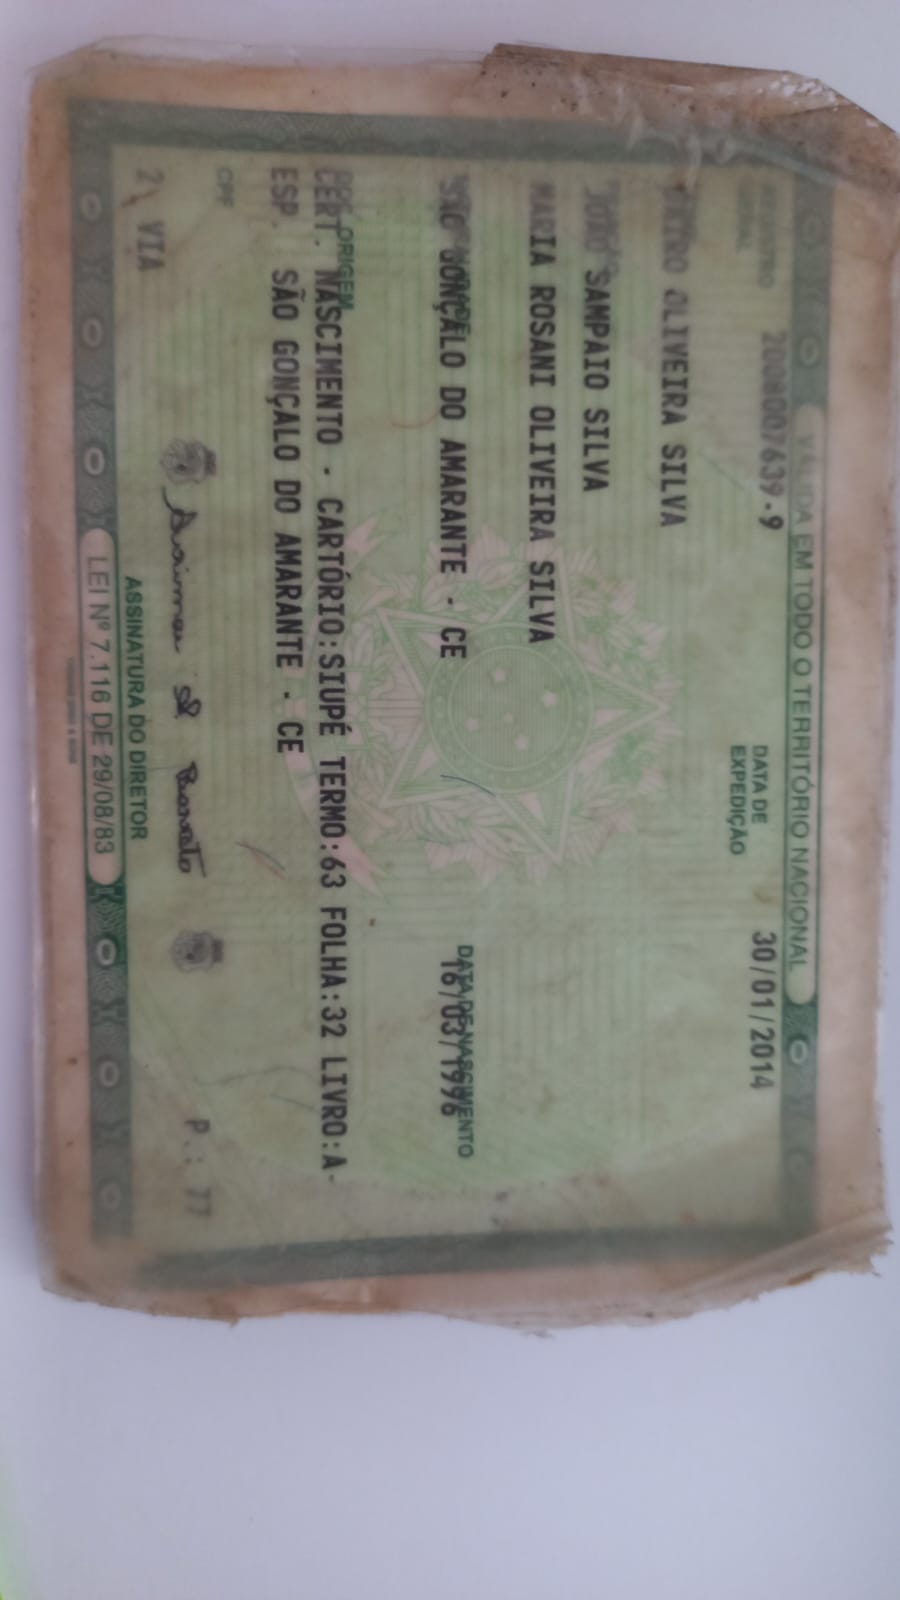 VÁLIDA EM TODO O TERRITÓRIO NACIONAL
REGISTRO GERAL 2008007639-9 DATA DE EXPEDIÇÃO 30/01/2014
OLIVEIRA SILVA
JOÃO SAMPAIO SILVA
MARIA ROSANI OLIVEIRA SILVA
DATA DE NASCIMENTO
SÃO GONÇALO DO AMARANTE - CE 16/03/1996
ORIGEM
CERT. NASCIMENTO - CARTÓRIO:SIUPÉ TERMO:63 FOLHA:32 LIVRO:A-
ESP. SÃO GONÇALO DO AMARANTE - CE
CPF
P.: 77
2ª VIA
ASSINATURA DO DIRETOR
LEI Nº 7.116 DE 29/08/83